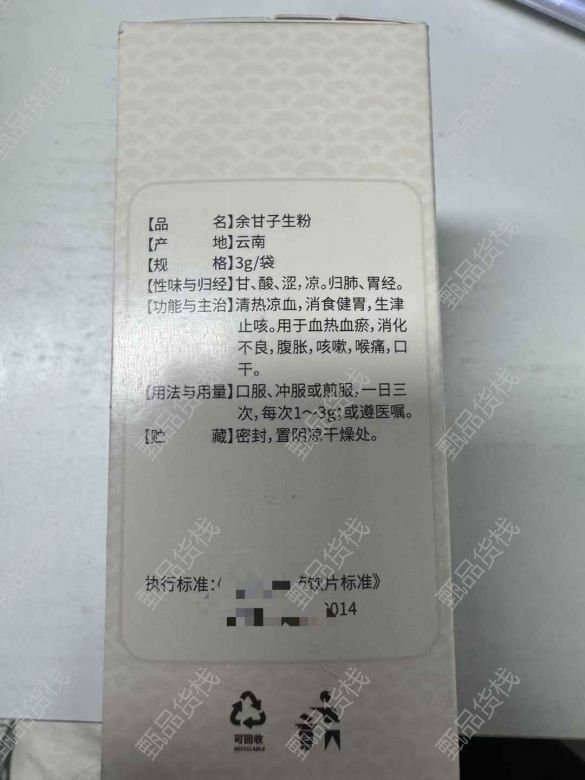 【品 名】余甘子生粉
【产 地】云南
【规 格】3g/袋
【性味与归经】甘、酸、涩,凉。归肺、胃经。
【功能与主治】清热凉血,消食健胃,生津
止咳。用于血热血瘀,消化
不良,腹胀,咳嗽,喉痛,口
干。
【用法与用量】口服、冲服或煎服,一日三
次,每次1～3g;或遵医嘱。
【贮 藏】密封,置阴凉干燥处。
执行标准:《 饮片标准》
014
可回收
RECYCLABLE
甄品货栈